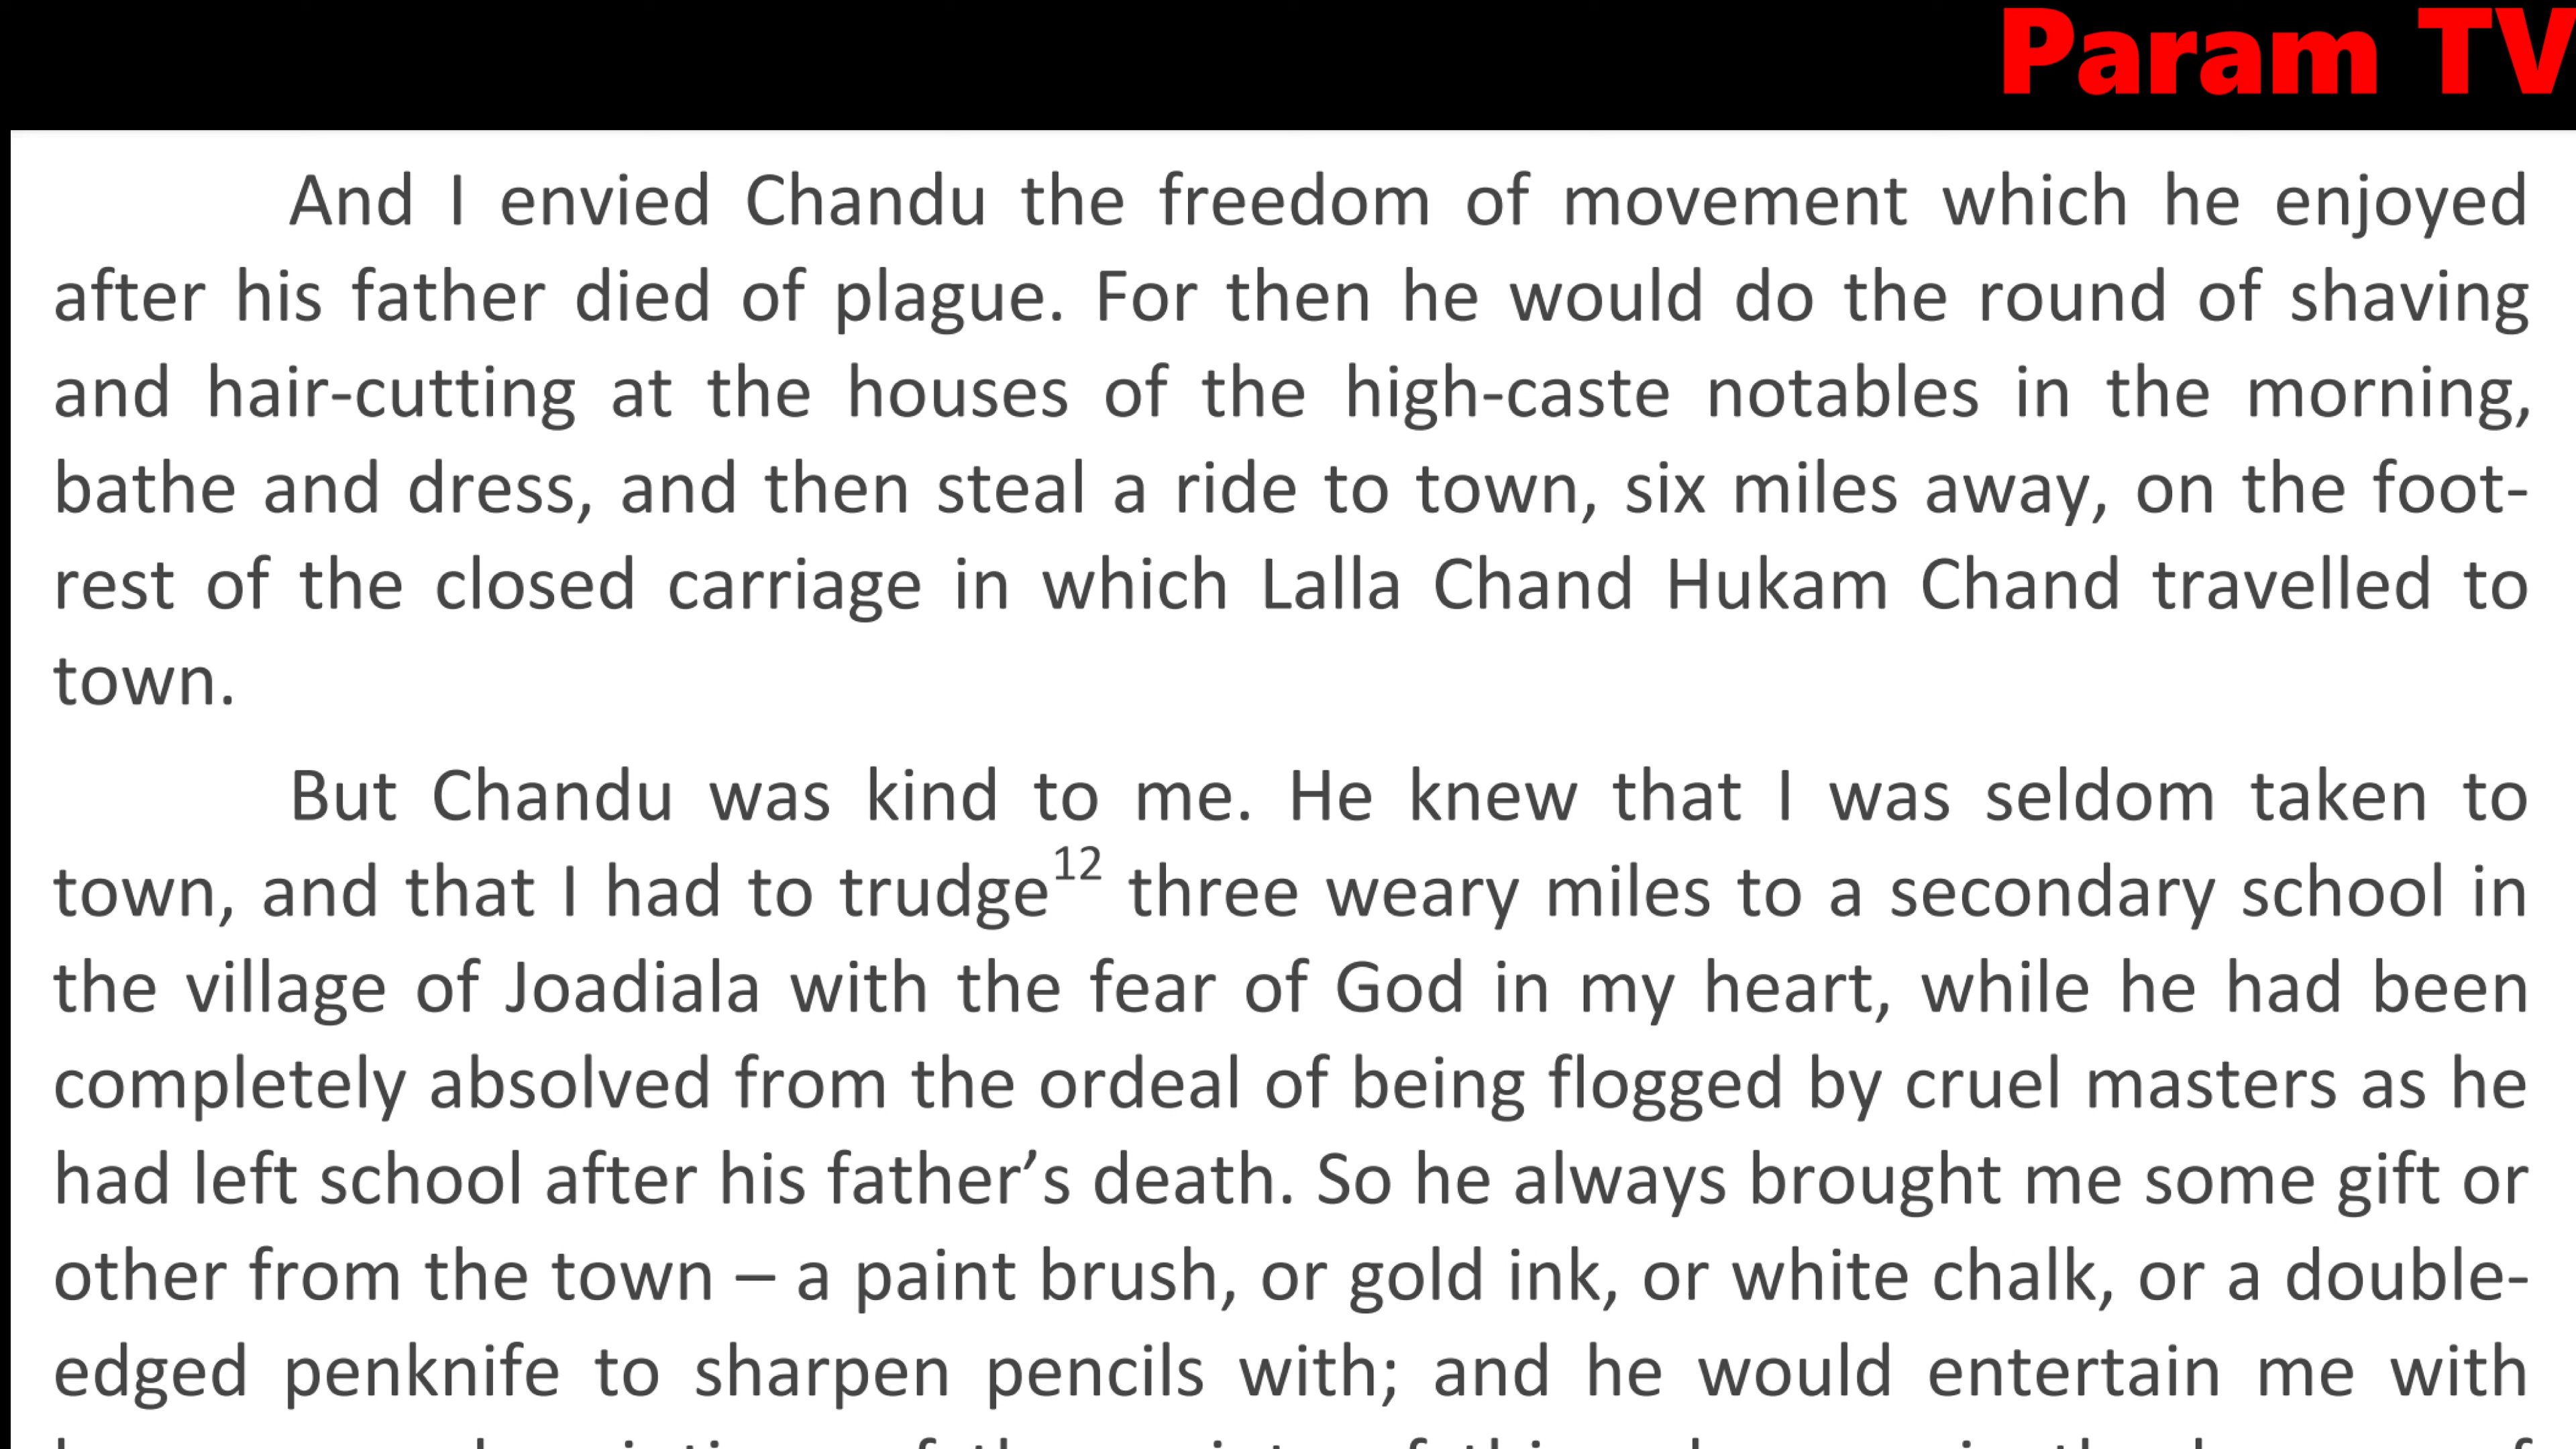 Param TV
And I envied Chandu the freedom of movement which he enjoyed
after his father died of plague. For then he would do the round of shaving
and hair-cutting at the houses of the high-caste notables in the morning,
bathe and dress, and then steal a ride to town, six miles away, on the foot-
rest of the closed carriage in which Lalla Chand Hukam Chand travelled to
town.
But Chandu was kind to me. He knew that I was seldom taken to
town, and that I had to trudge12 three weary miles to a secondary school in
the village of Joadiala with the fear of God in my heart, while he had been
completely absolved from the ordeal of being flogged by cruel masters as he
had left school after his father’s death. So he always brought me some gift or
other from the town – a paint brush, or gold ink, or white chalk, or a double-
edged penknife to sharpen pencils with; and he would entertain me with